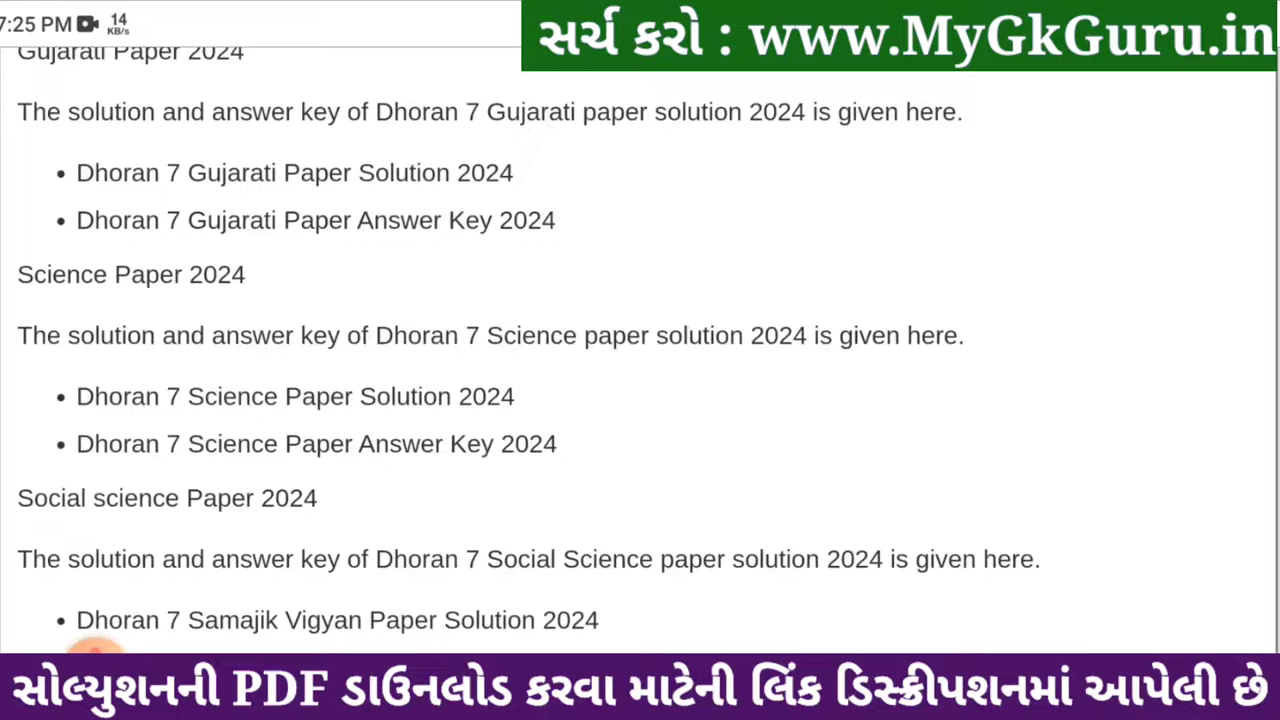 7:25 PM 14 KB/s
સર્ચ કરો : www.MyGkGuru.in
Gujarati Paper 2024
The solution and answer key of Dhoran 7 Gujarati paper solution 2024 is given here.
• Dhoran 7 Gujarati Paper Solution 2024
• Dhoran 7 Gujarati Paper Answer Key 2024
Science Paper 2024
The solution and answer key of Dhoran 7 Science paper solution 2024 is given here.
• Dhoran 7 Science Paper Solution 2024
• Dhoran 7 Science Paper Answer Key 2024
Social science Paper 2024
The solution and answer key of Dhoran 7 Social Science paper solution 2024 is given here.
• Dhoran 7 Samajik Vigyan Paper Solution 2024
સોલ્યુશનની PDF ડાઉનલોડ કરવા માટેની લિંક ડિસ્ક્રીપશનમાં આપેલી છે